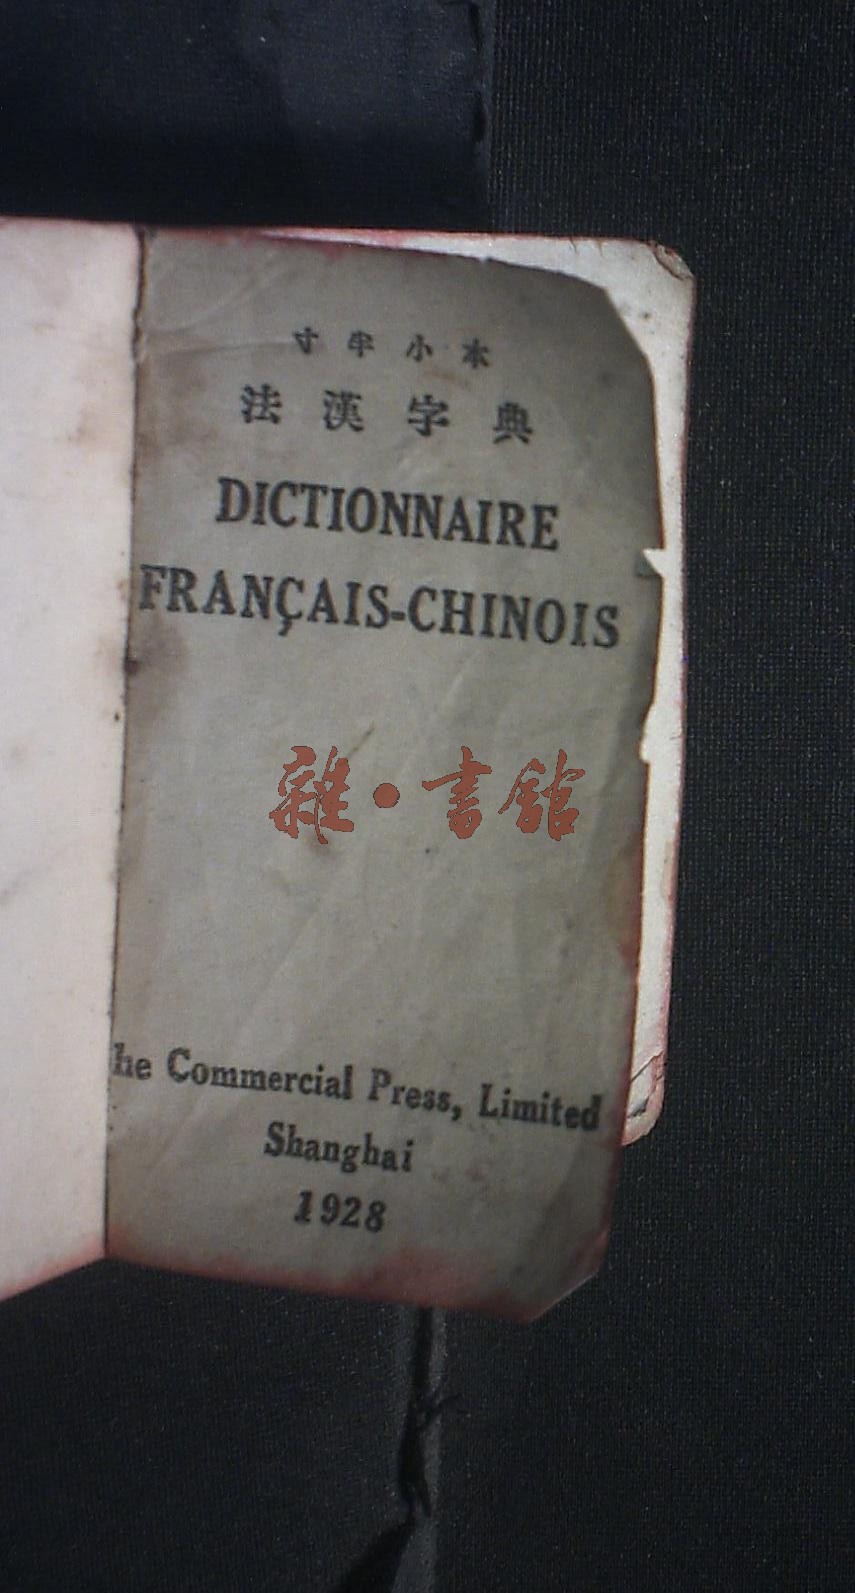 寸半小本
法漢字典
DICTIONNAIRE
FRANÇAIS-CHINOIS
雜·書館
he Commercial Press, Limited
Shanghai
1928